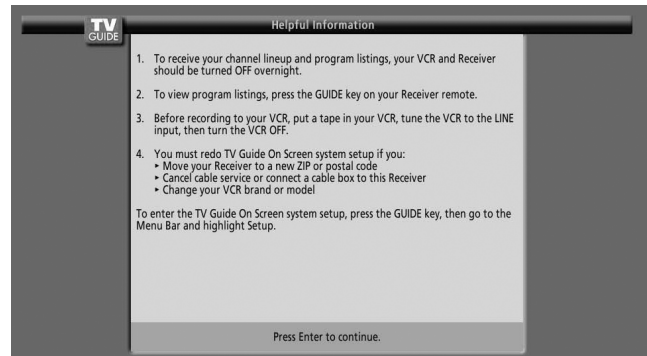 TV
GUIDE
Helpful Information
1. To receive your channel lineup and program listings, your VCR and Receiver
should be turned OFF overnight.
2. To view program listings, press the GUIDE key on your Receiver remote.
3. Before recording to your VCR, put a tape in your VCR, tune the VCR to the LINE
input, then turn the VCR OFF.
4. You must redo TV Guide On Screen system setup if you:
‣ Move your Receiver to a new ZIP or postal code
‣ Cancel cable service or connect a cable box to this Receiver
‣ Change your VCR brand or model
To enter the TV Guide On Screen system setup, press the GUIDE key, then go to the
Menu Bar and highlight Setup.
Press Enter to continue.